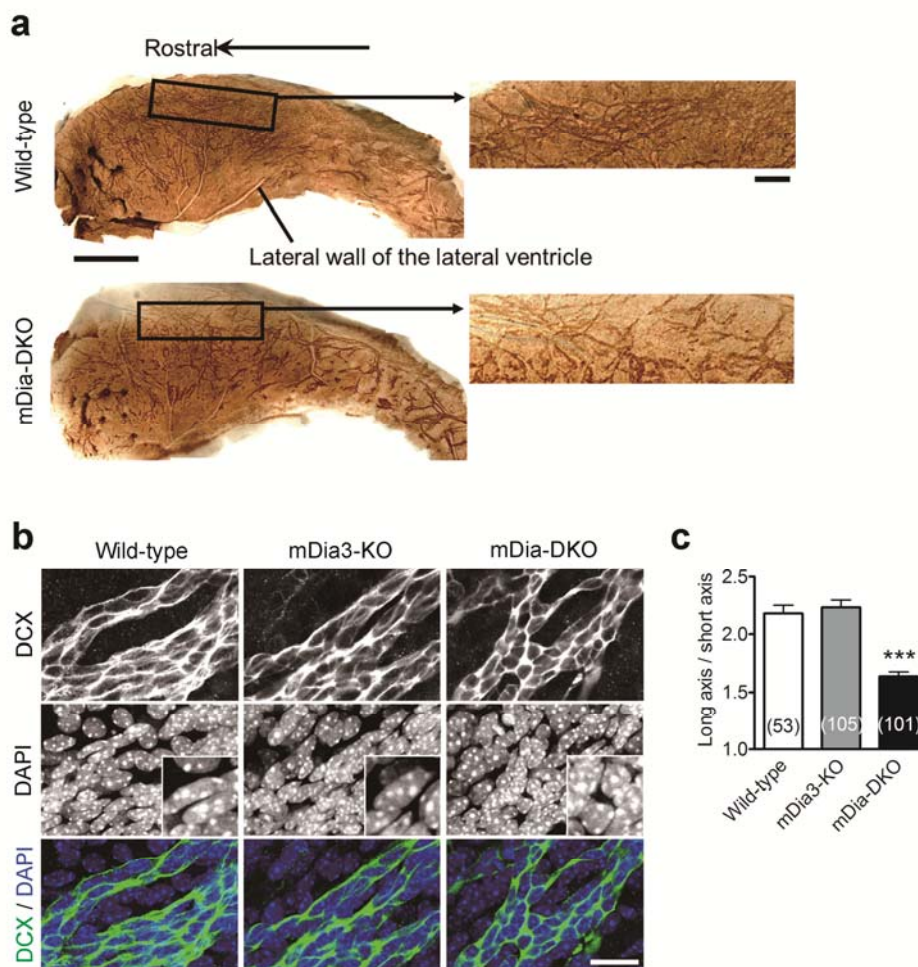 a
Rostral
Wild-type
Lateral wall of the lateral ventricle
mDia-DKO
b
Wild-type
mDia3-KO
mDia-DKO
DCX
DAPI
DCX / DAPI
c
Long axis / short axis
2.5
2.0
1.5
1.0
***
(53)
(105)
(101)
Wild-type
mDia3-KO
mDia-DKO